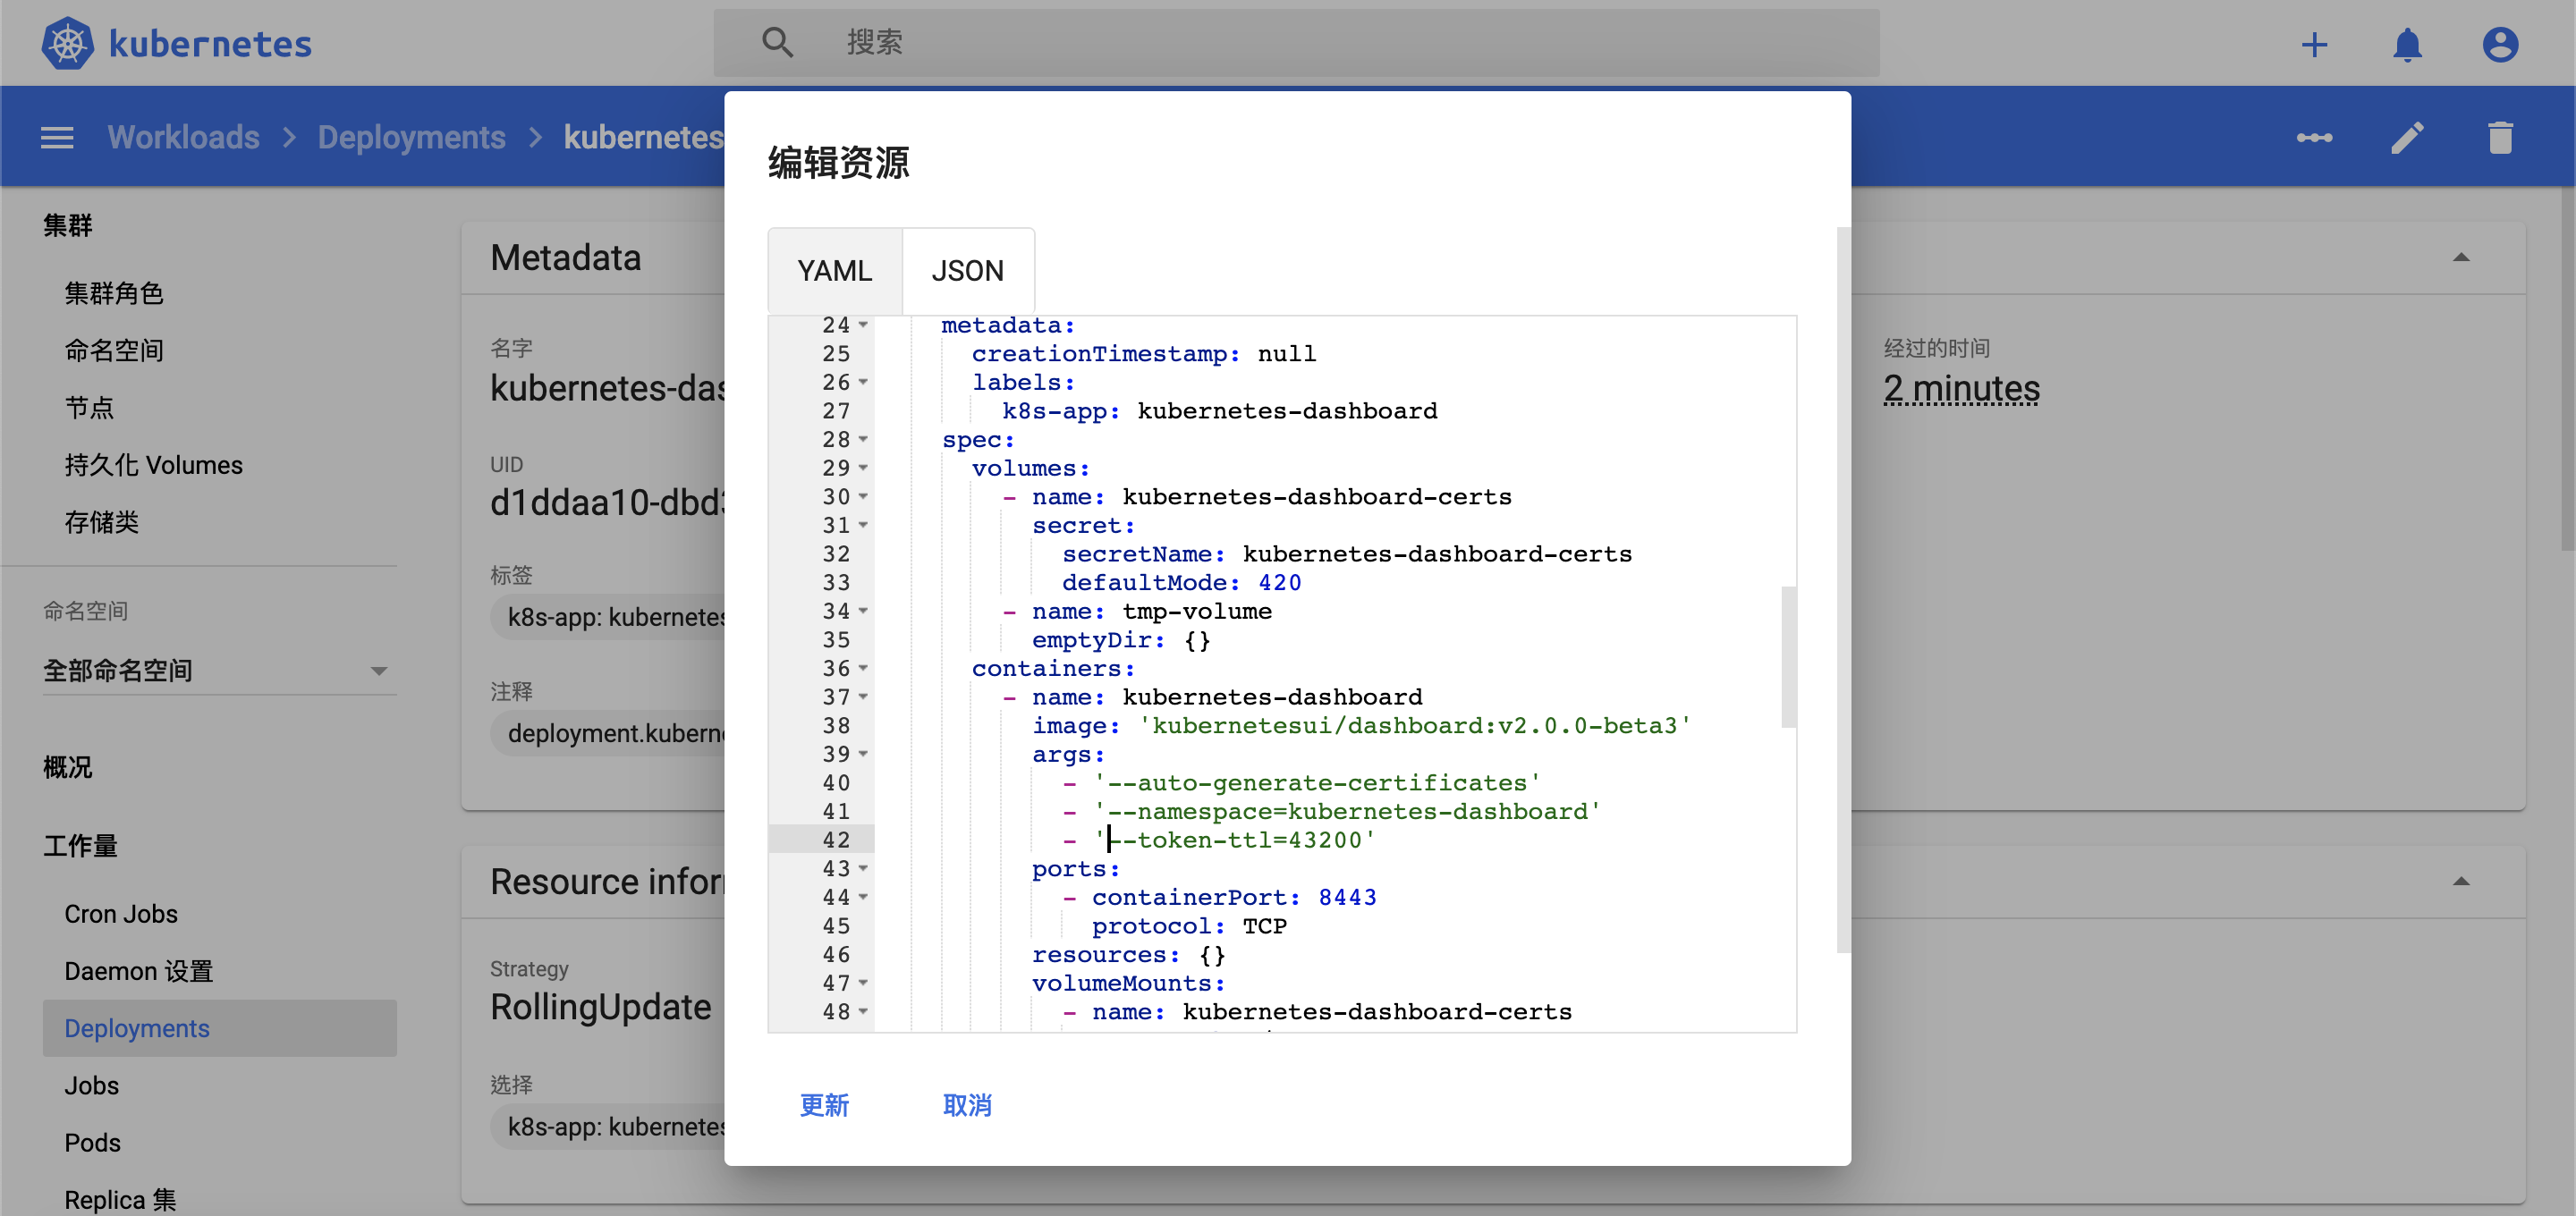 kubernetes
搜索
Workloads > Deployments > kubernetes
集群
集群角色
命名空间
节点
持久化 Volumes
存储类
命名空间
全部命名空间
概况
工作量
Cron Jobs
Daemon 设置
Deployments
Jobs
Pods
Replica 集
Metadata
名字
kubernetes-das
UID
d1ddaa10-dbd
标签
k8s-app: kubernetes
注释
deployment.kuberne
经过的时间
2 minutes
Resource infor
Strategy
RollingUpdate
选择
k8s-app: kubernetes
编辑资源
YAML JSON
24 metadata:
25 creationTimestamp: null
26 labels:
27 k8s-app: kubernetes-dashboard
28 spec:
29 volumes:
30 - name: kubernetes-dashboard-certs
31 secret:
32 secretName: kubernetes-dashboard-certs
33 defaultMode: 420
34 - name: tmp-volume
35 emptyDir: {}
36 containers:
37 - name: kubernetes-dashboard
38 image: 'kubernetesui/dashboard:v2.0.0-beta3'
39 args:
40 - '--auto-generate-certificates'
41 - '--namespace=kubernetes-dashboard'
42 - '--token-ttl=43200'
43 ports:
44 - containerPort: 8443
45 protocol: TCP
46 resources: {}
47 volumeMounts:
48 - name: kubernetes-dashboard-certs
更新 取消